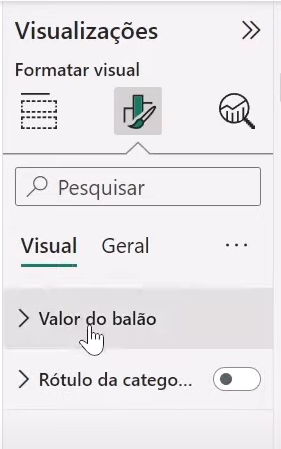 Visualizações
Formatar visual
Pesquisar
Visual Geral
Valor do balão
Rótulo da catego...